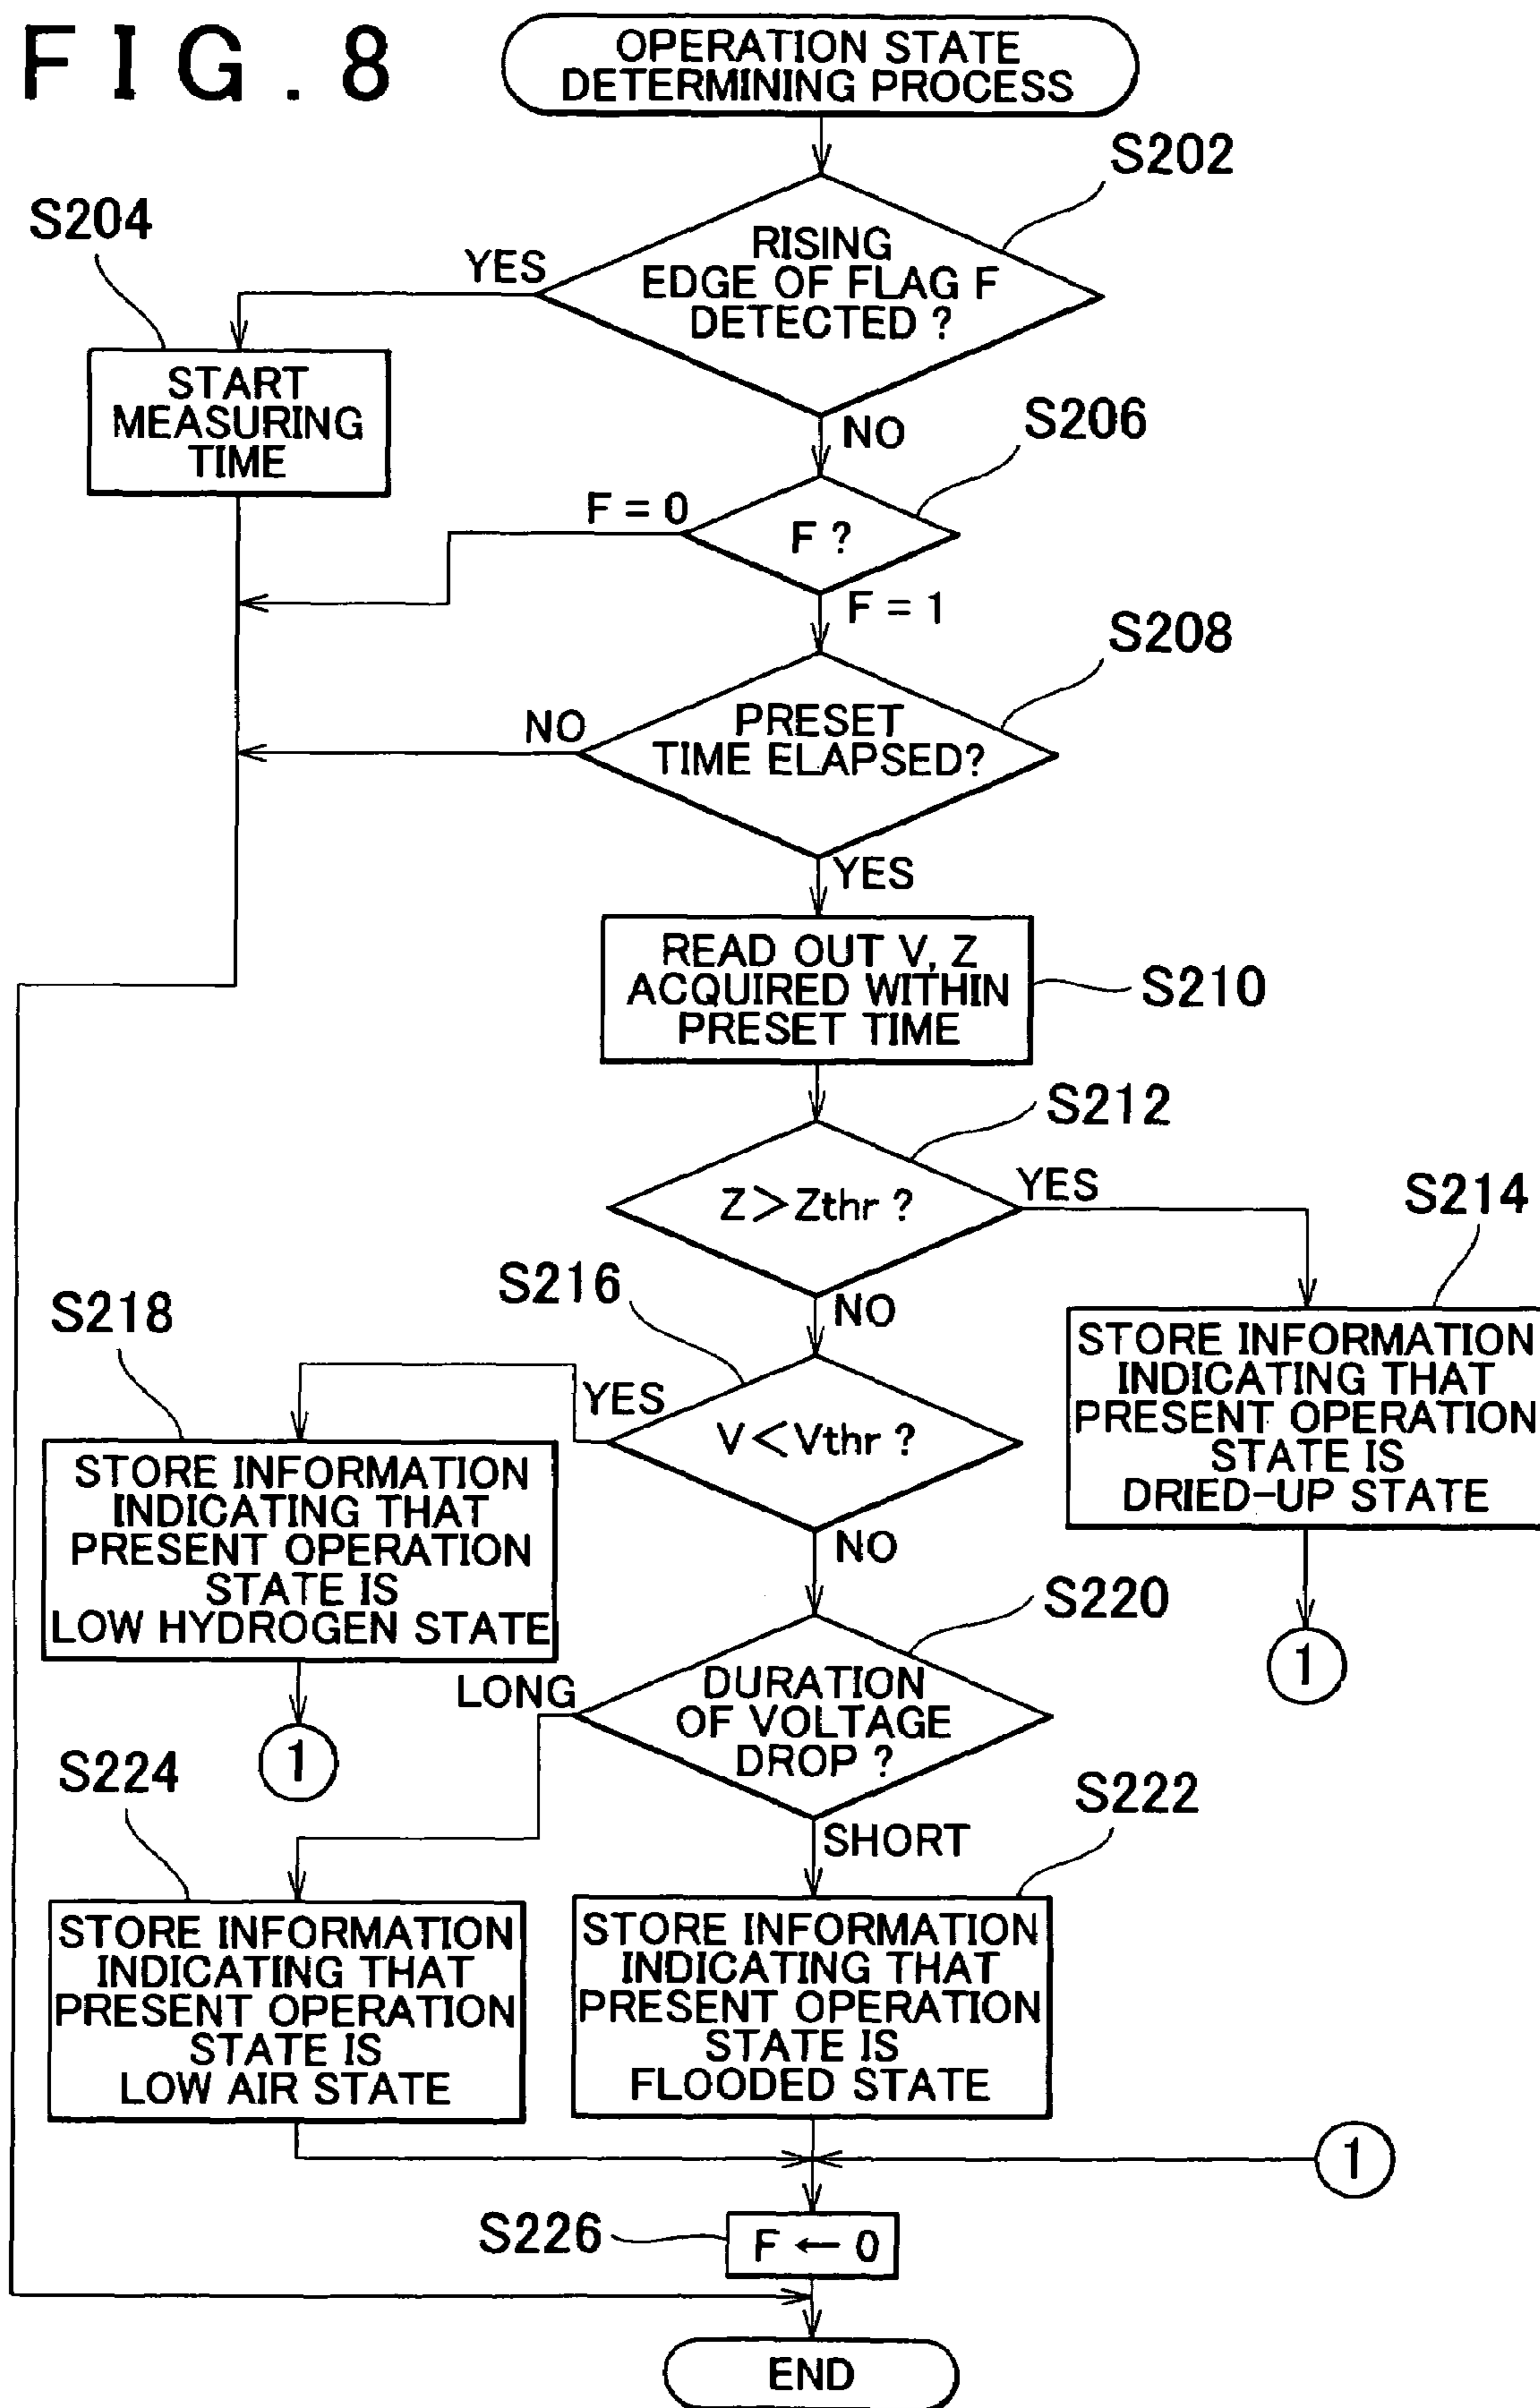 FIG. 8
OPERATION STATE
DETERMINING PROCESS
S202
S204
YES
RISING
EDGE OF FLAG F
DETECTED ?
START
MEASURING
TIME
NO
S206
F = 0
F ?
F = 1
S208
NO
PRESET
TIME ELAPSED?
YES
READ OUT V, Z
ACQUIRED WITHIN
PRESET TIME
S210
S212
Z > Zthr ?
YES
S214
S216
NO
S218
STORE INFORMATION
INDICATING THAT
PRESENT OPERATION
STATE IS
DRIED-UP STATE
YES
V < Vthr ?
STORE INFORMATION
INDICATING THAT
PRESENT OPERATION
STATE IS
LOW HYDROGEN STATE
NO
S220
1
LONG
DURATION
OF VOLTAGE
DROP ?
1
S224
S222
SHORT
STORE INFORMATION
INDICATING THAT
PRESENT OPERATION
STATE IS
LOW AIR STATE
STORE INFORMATION
INDICATING THAT
PRESENT OPERATION
STATE IS
FLOODED STATE
1
S226
F ← 0
END